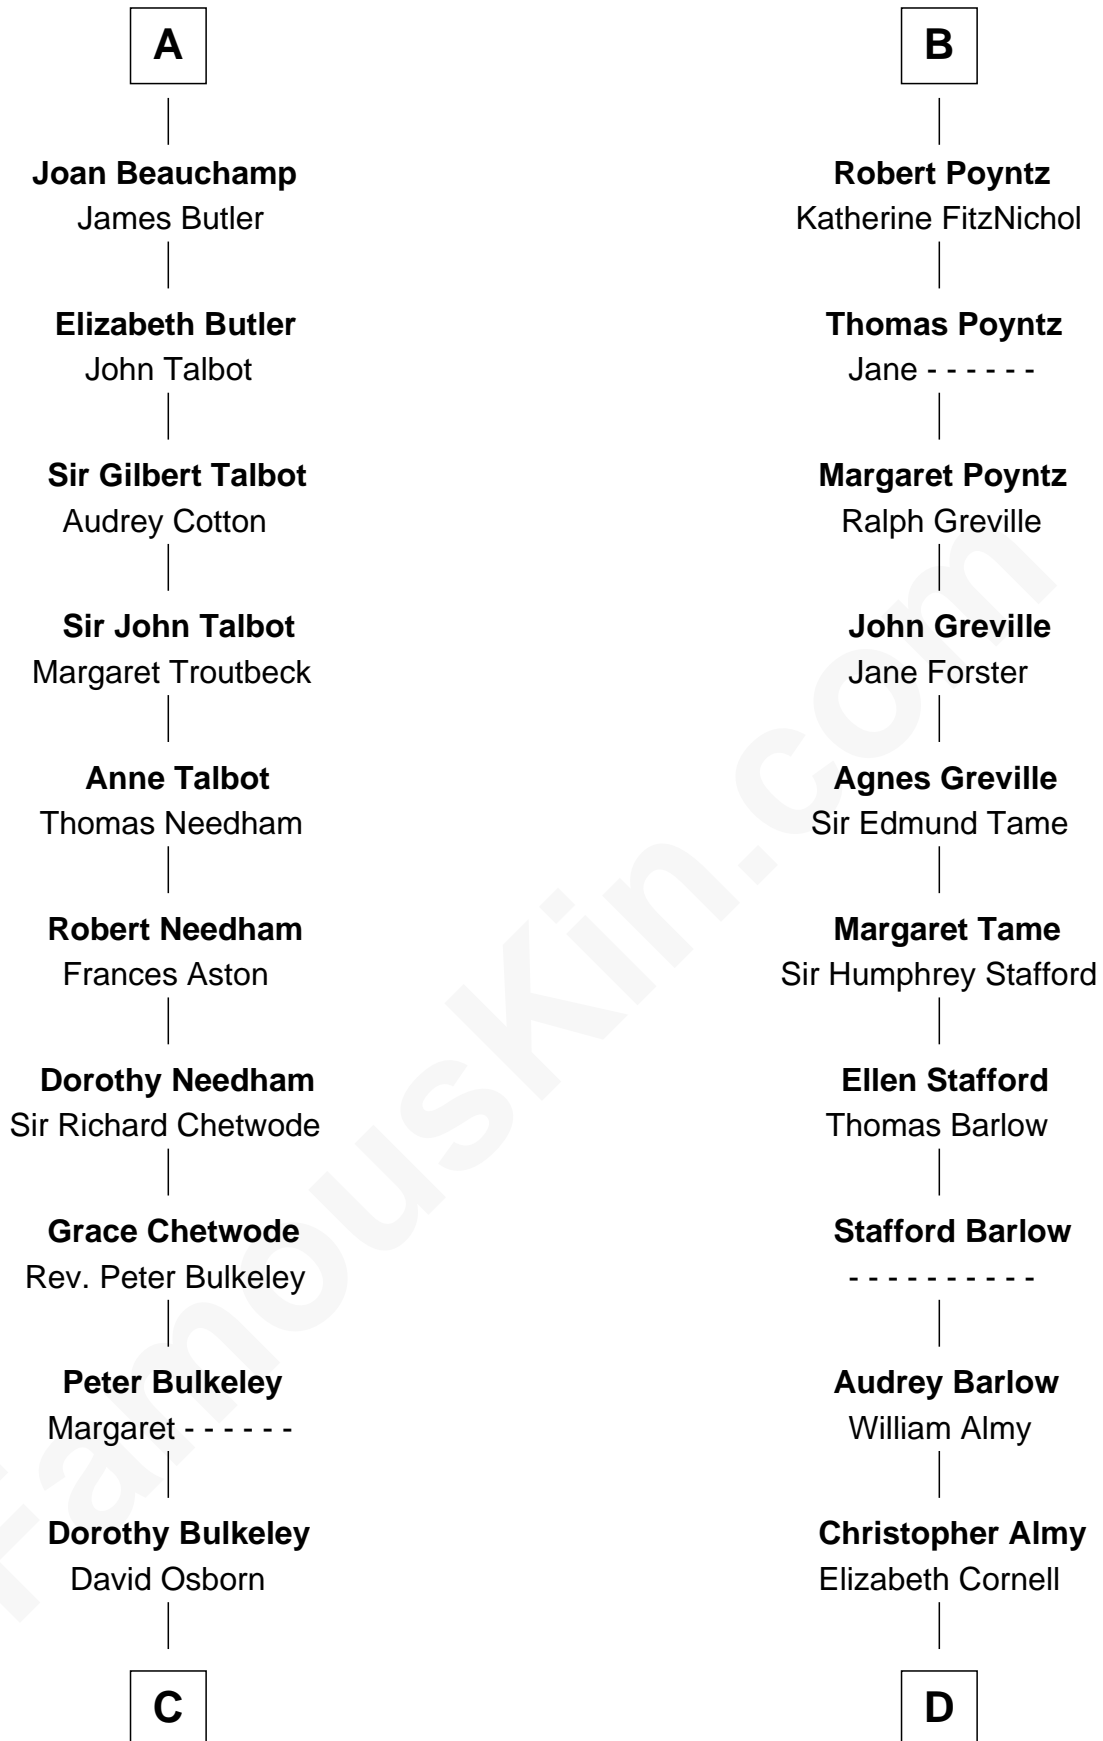 A
Joan Beauchamp
James Butler
Elizabeth Butler
John Talbot
Sir Gilbert Talbot
Audrey Cotton
Sir John Talbot
Margaret Troutbeck
Anne Talbot
Thomas Needham
Robert Needham
Frances Aston
Dorothy Needham
Sir Richard Chetwode
Grace Chetwode
Rev. Peter Bulkeley
Peter Bulkeley
Margaret - - - - - -
Dorothy Bulkeley
David Osborn
C
B
Robert Poyntz
Katherine FitzNichol
Thomas Poyntz
Jane - - - - - -
Margaret Poyntz
Ralph Greville
John Greville
Jane Forster
Agnes Greville
Sir Edmund Tame
Margaret Tame
Sir Humphrey Stafford
Ellen Stafford
Thomas Barlow
Stafford Barlow
- - - - - - - - - -
Audrey Barlow
William Almy
Christopher Almy
Elizabeth Cornell
D
FamousKin.com